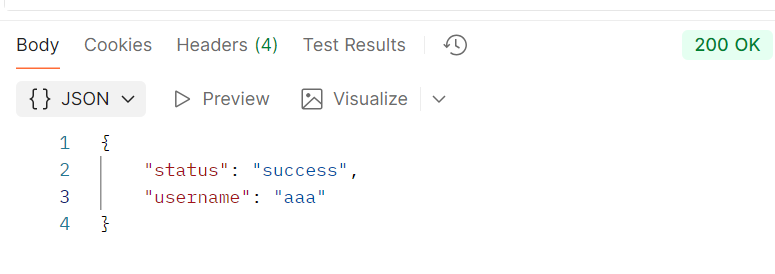 Body Cookies Headers (4) Test Results 200 OK
{} JSON Preview Visualize
1 {
2 "status": "success",
3 "username": "aaa"
4 }